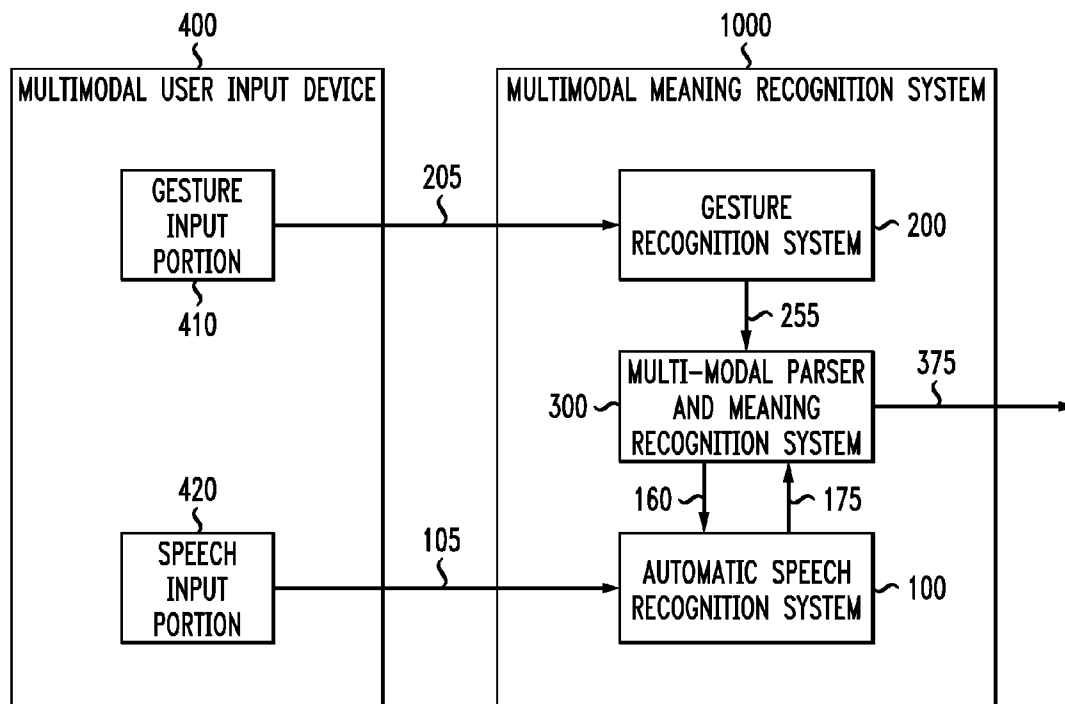 400
MULTIMODAL USER INPUT DEVICE
GESTURE
INPUT
PORTION
410
420
SPEECH
INPUT
PORTION
205
105
1000
MULTIMODAL MEANING RECOGNITION SYSTEM
GESTURE
RECOGNITION SYSTEM
200
255
MULTI-MODAL PARSER
AND MEANING
RECOGNITION SYSTEM
300
375
160
175
AUTOMATIC SPEECH
RECOGNITION SYSTEM
100